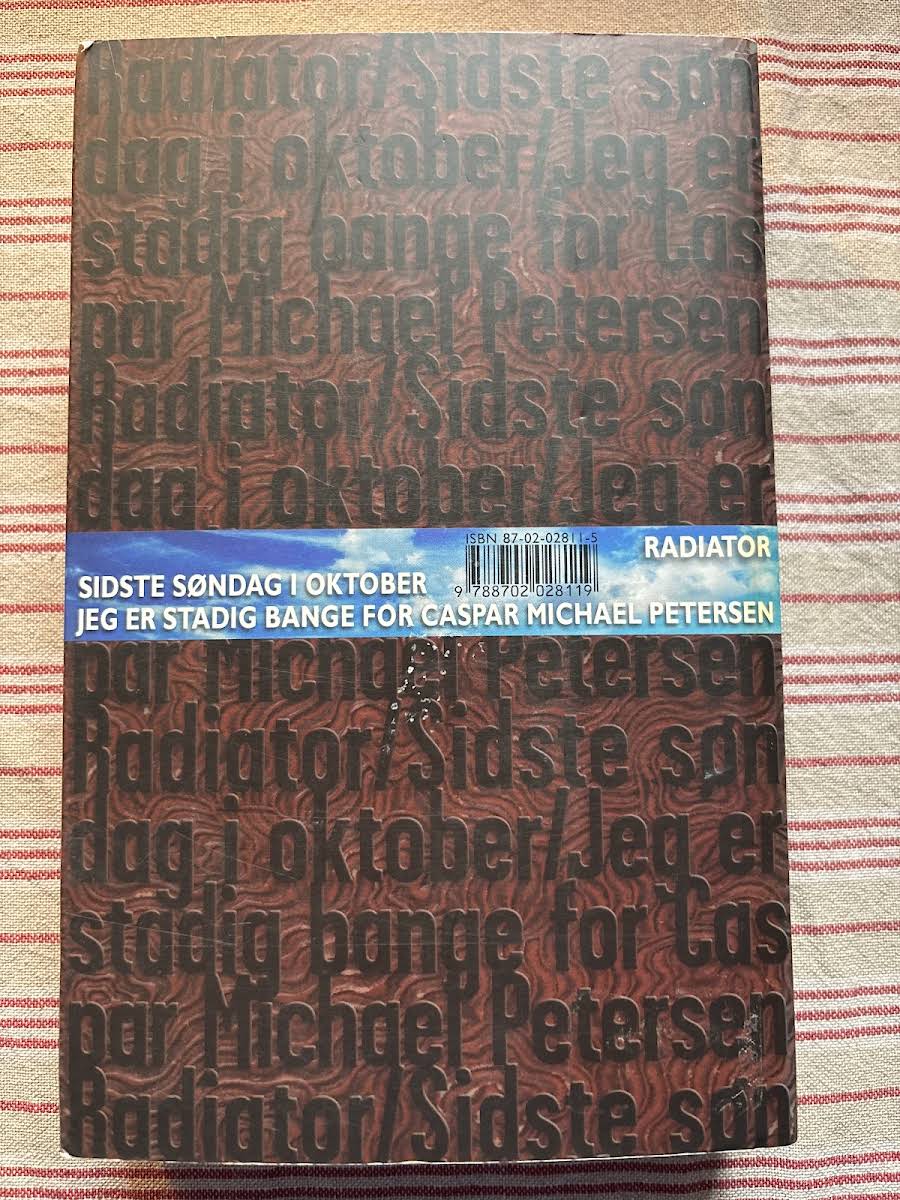 Radiator/Sidste søn
dag i oktober/Jeg er
stadig bange for Cas
par Michael Petersen
Radiator/Sidste søn
dag i oktober/Jeg er
ISBN 87-02-02811-5
RADIATOR
9 788702 028119
SIDSTE SØNDAG I OKTOBER
JEG ER STADIG BANGE FOR CASPAR MICHAEL PETERSEN
par Michael Petersen
Radiator/Sidste søn
dag i oktober/Jeg er
stadig bange for Cas
par Michael Petersen
Radiator/Sidste søn